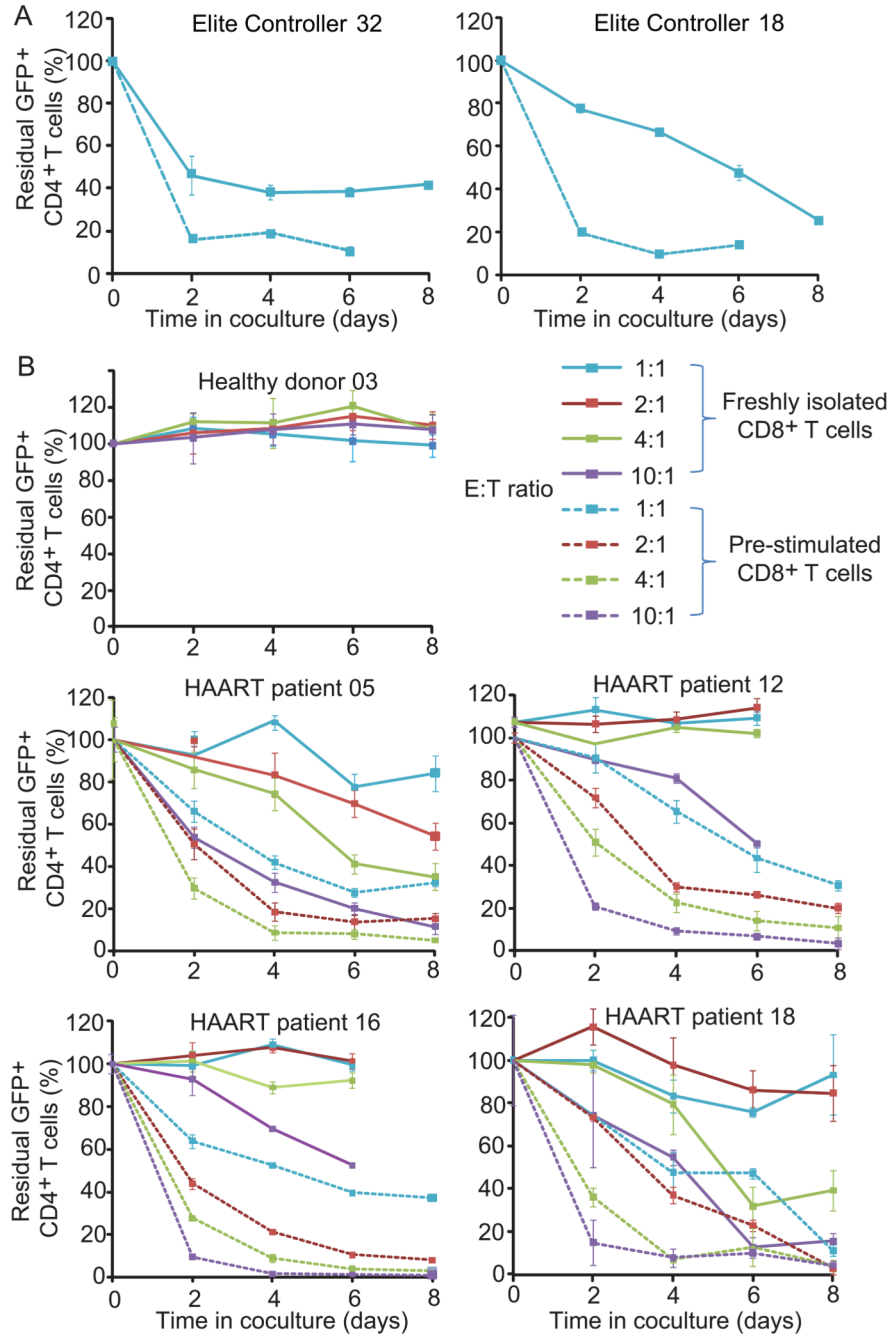 A
Elite Controller 32
Elite Controller 18
Residual GFP+
CD4+ T cells (%)
120
100
80
60
40
20
0
0 2 4 6 8
Time in coculture (days)
120
100
80
60
40
20
0
0 2 4 6 8
Time in coculture (days)
B
Healthy donor 03
Residual GFP+
CD4+ T cells (%)
120
100
80
60
40
20
0
0 2 4 6 8
E:T ratio
1:1
2:1
4:1
10:1
Freshly isolated
CD8+ T cells
1:1
2:1
4:1
10:1
Pre-stimulated
CD8+ T cells
HAART patient 05
Residual GFP+
CD4+ T cells (%)
120
100
80
60
40
20
0
0 2 4 6 8
HAART patient 12
120
100
80
60
40
20
0
0 2 4 6 8
HAART patient 16
Residual GFP+
CD4+ T cells (%)
120
100
80
60
40
20
0
0 2 4 6 8
Time in coculture (days)
HAART patient 18
120
100
80
60
40
20
0
0 2 4 6 8
Time in coculture (days)